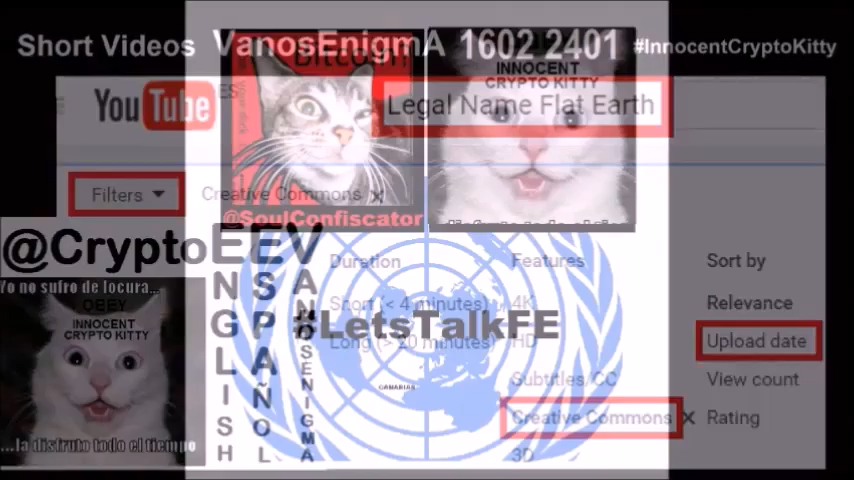 Short Videos VanosEnigmA 1602 2401 #InnocentCryptoKitty
Bitcoin
INNOCENT
CRYPTO KITTY
YouTube ES
Legal Name Flat Earth
Filters
Creative Commons X
@SoulConfiscator
@CryptoEEV
ENGLISH
ESPAÑOL
VANOSENIGMA
Duration
Features
Sort by
Short (< 4 minutes)
4K
Relevance
#LetsTalkFE
Long (> 20 minutes)
HD
Upload date
Subtitles/CC
View count
CANARIAN
Creative Commons X
Rating
3D
Yo no sufro de locura...
OEEY
INNOCENT
CRYPTO KITTY
...la disfruto todo el tiempo